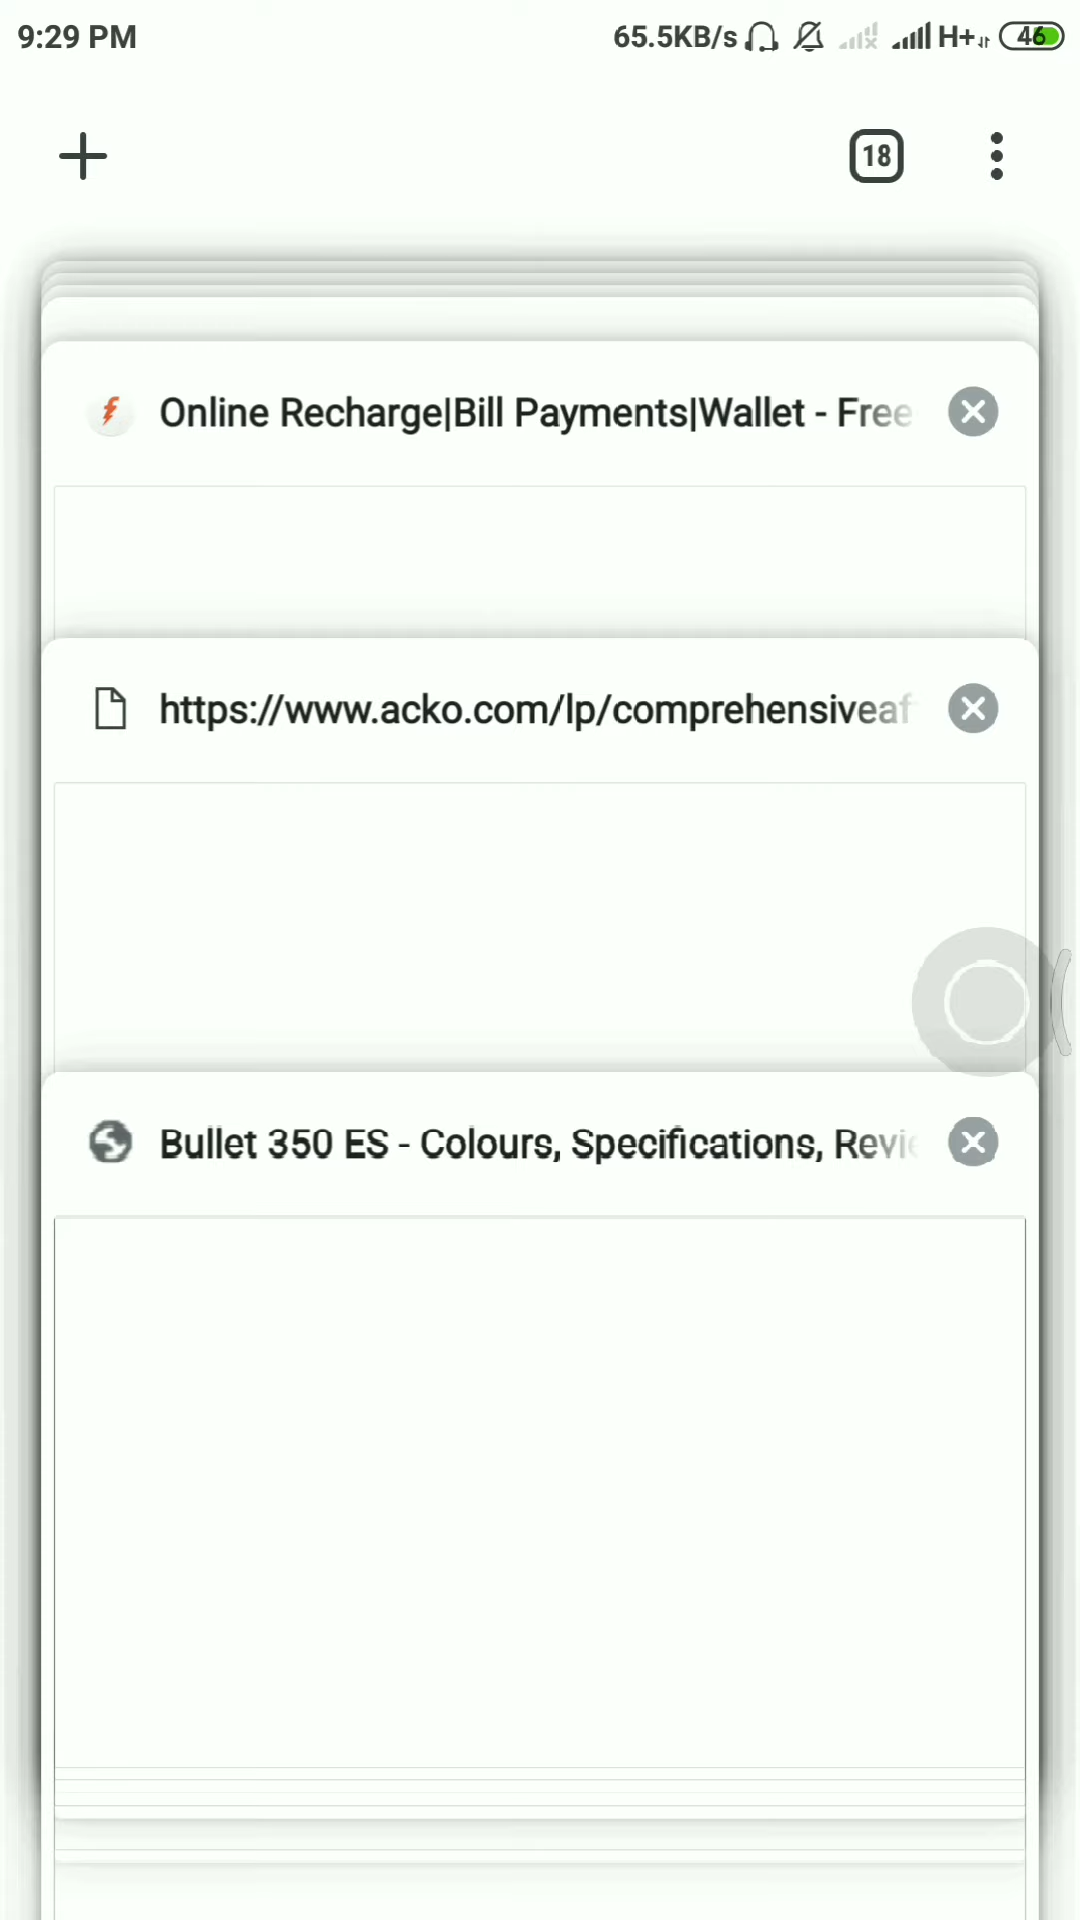 9:29 PM 65.5KB/s H+ 46
18
Online Recharge|Bill Payments|Wallet - Free
https://www.acko.com/lp/comprehensiveaf
Bullet 350 ES - Colours, Specifications, Revie